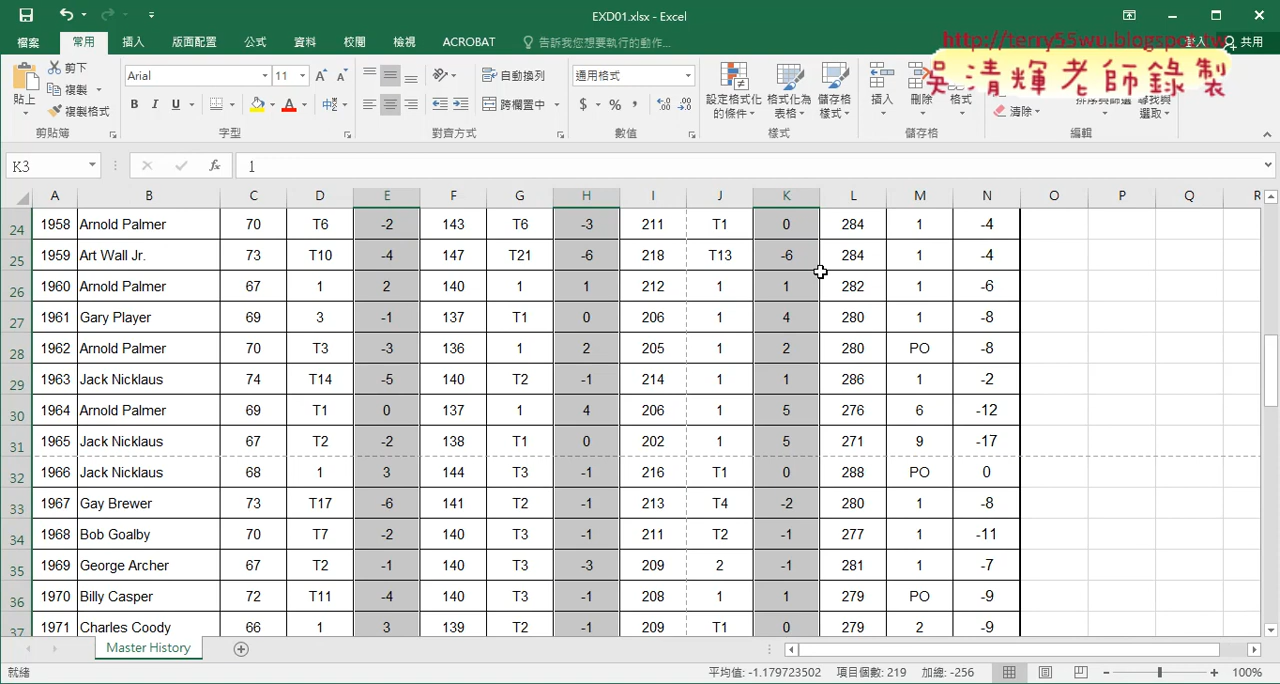 EXD01.xlsx - Excel
檔案 常用 插入 版面配置 公式 資料 校閱 檢視 ACROBAT 告訴我您想要執行的動作... 登入 共用
http://terry55wu.blogspot.tw
吳清輝老師錄製
貼上 剪下 複製 複製格式 剪貼簿
Arial 11 B I U 字型
自動換列 跨欄置中 對齊方式
通用格式 $ % , 數值
設定格式化的條件 格式化為表格 儲存格樣式 樣式
插入 刪除 格式 儲存格
清除 排序與篩選 尋找與選取 編輯
K3 fx 1
A B C D E F G H I J K L M N O P Q R
24 1958 Arnold Palmer 70 T6 -2 143 T6 -3 211 T1 0 284 1 -4
25 1959 Art Wall Jr. 73 T10 -4 147 T21 -6 218 T13 -6 284 1 -4
26 1960 Arnold Palmer 67 1 2 140 1 1 212 1 1 282 1 -6
27 1961 Gary Player 69 3 -1 137 T1 0 206 1 4 280 1 -8
28 1962 Arnold Palmer 70 T3 -3 136 1 2 205 1 2 280 PO -8
29 1963 Jack Nicklaus 74 T14 -5 140 T2 -1 214 1 1 286 1 -2
30 1964 Arnold Palmer 69 T1 0 137 1 4 206 1 5 276 6 -12
31 1965 Jack Nicklaus 67 T2 -2 138 T1 0 202 1 5 271 9 -17
32 1966 Jack Nicklaus 68 1 3 144 T3 -1 216 T1 0 288 PO 0
33 1967 Gay Brewer 73 T17 -6 141 T2 -1 213 T4 -2 280 1 -8
34 1968 Bob Goalby 70 T7 -2 140 T3 -1 211 T2 -1 277 1 -11
35 1969 George Archer 67 T2 -1 140 T3 -3 209 2 -1 281 1 -7
36 1970 Billy Casper 72 T11 -4 140 T3 -1 208 1 1 279 PO -9
37 1971 Charles Coody 66 1 3 139 T2 -1 209 T1 0 279 2 -9
Master History
就緒 平均值: -1.179723502 項目個數: 219 加總: -256 100%